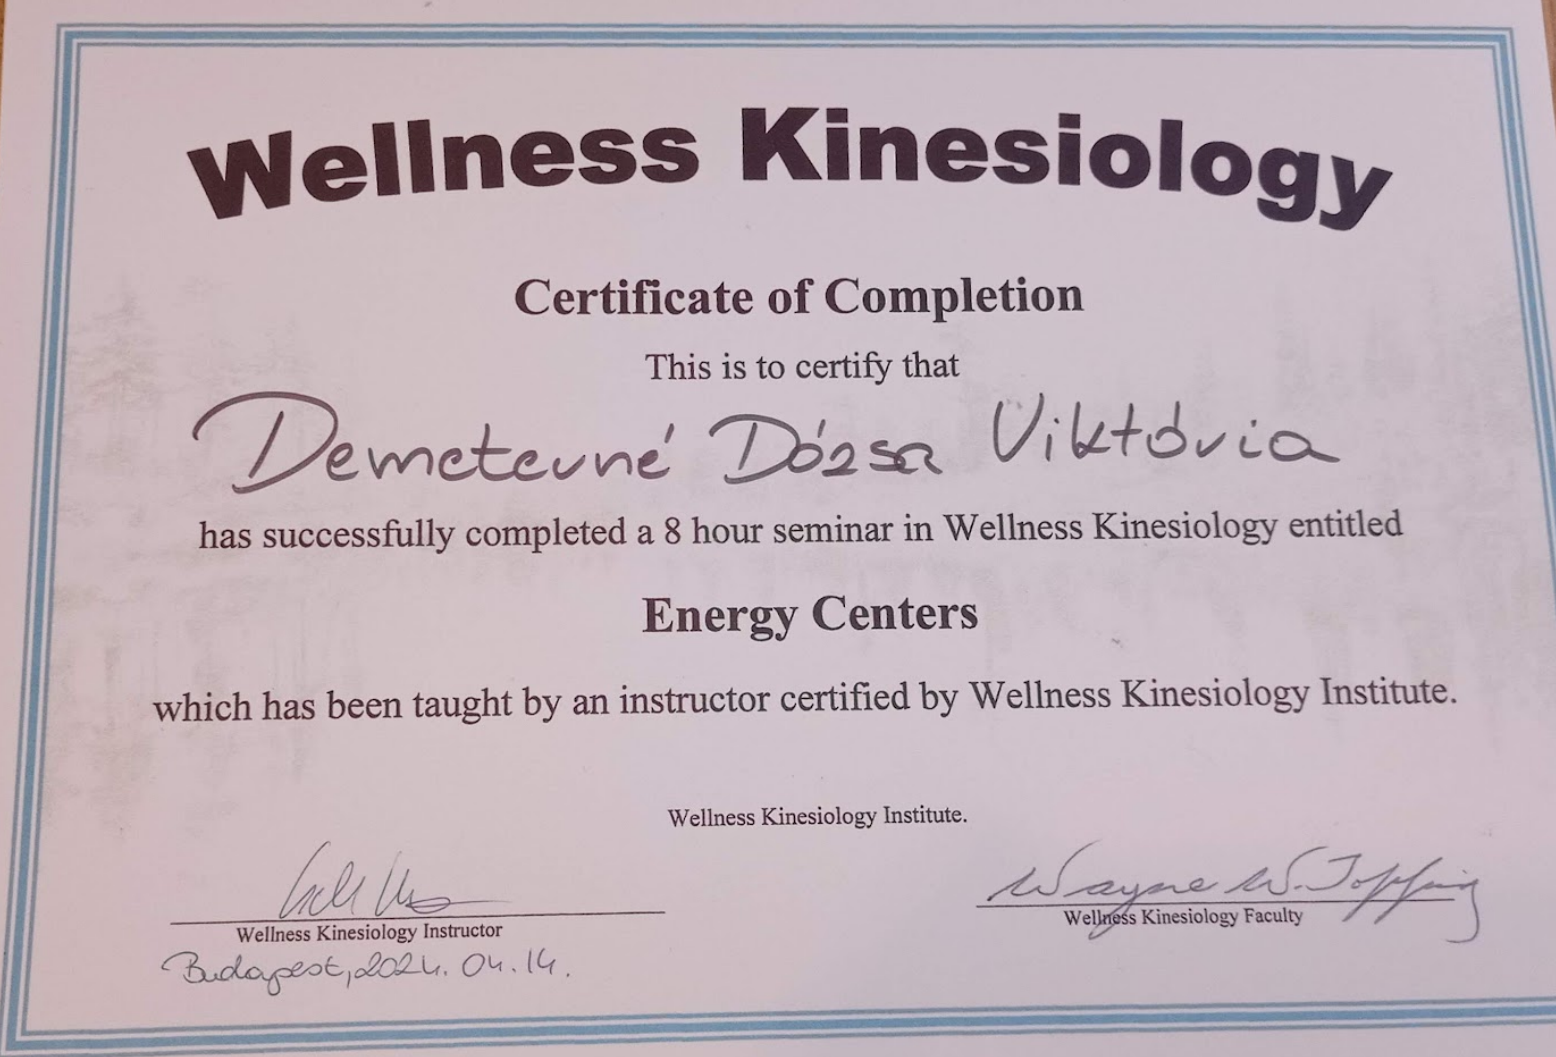 Wellness Kinesiology
Certificate of Completion
This is to certify that
Demeterné Dózsa Viktória
has successfully completed a 8 hour seminar in Wellness Kinesiology entitled
Energy Centers
which has been taught by an instructor certified by Wellness Kinesiology Institute.
Wellness Kinesiology Institute.
Wayne W. Topping
Wellness Kinesiology Instructor
Wellness Kinesiology Faculty
Budapest, 2024. 04. 14.